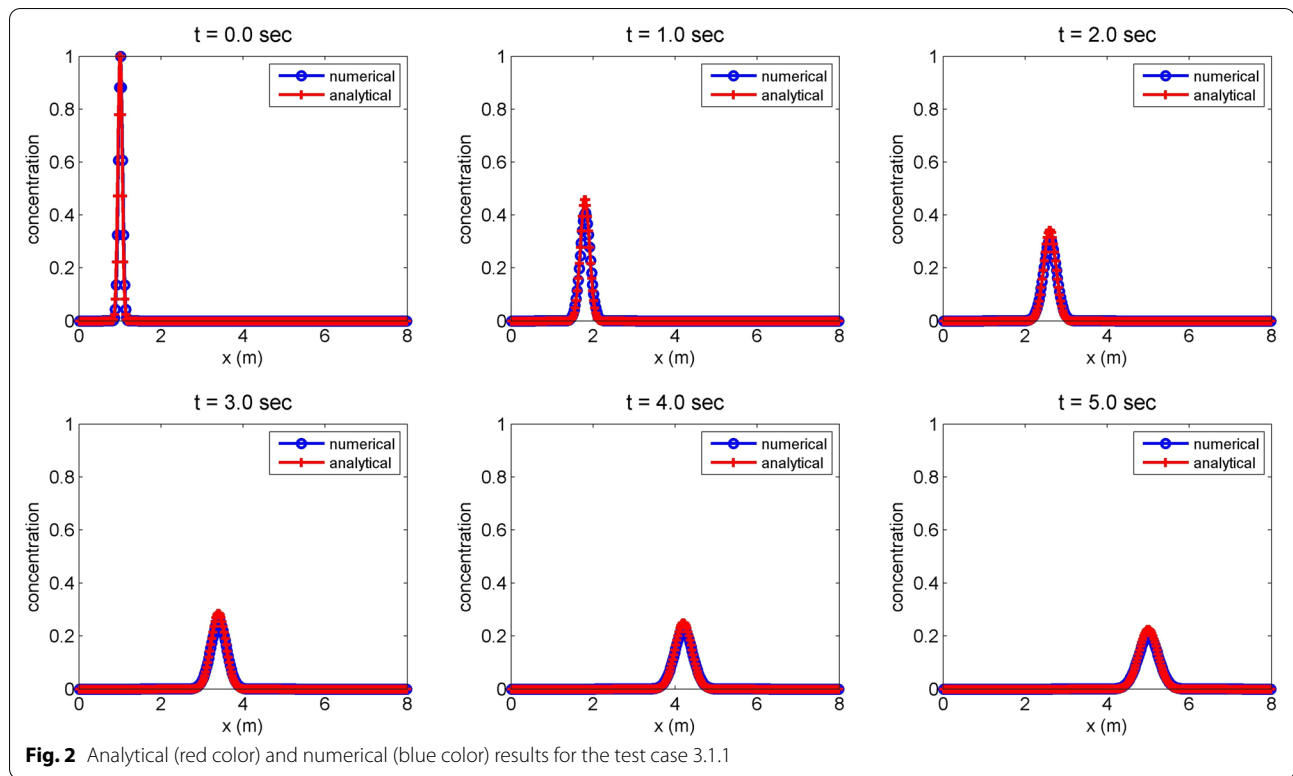 t = 0.0 sec
concentration
1
0.8
0.6
0.4
0.2
0
0 2 4 6 8
x (m)
numerical
analytical
t = 1.0 sec
concentration
1
0.8
0.6
0.4
0.2
0
0 2 4 6 8
x (m)
numerical
analytical
t = 2.0 sec
concentration
1
0.8
0.6
0.4
0.2
0
0 2 4 6 8
x (m)
numerical
analytical
t = 3.0 sec
concentration
1
0.8
0.6
0.4
0.2
0
0 2 4 6 8
x (m)
numerical
analytical
t = 4.0 sec
concentration
1
0.8
0.6
0.4
0.2
0
0 2 4 6 8
x (m)
numerical
analytical
t = 5.0 sec
concentration
1
0.8
0.6
0.4
0.2
0
0 2 4 6 8
x (m)
numerical
analytical
Fig. 2 Analytical (red color) and numerical (blue color) results for the test case 3.1.1